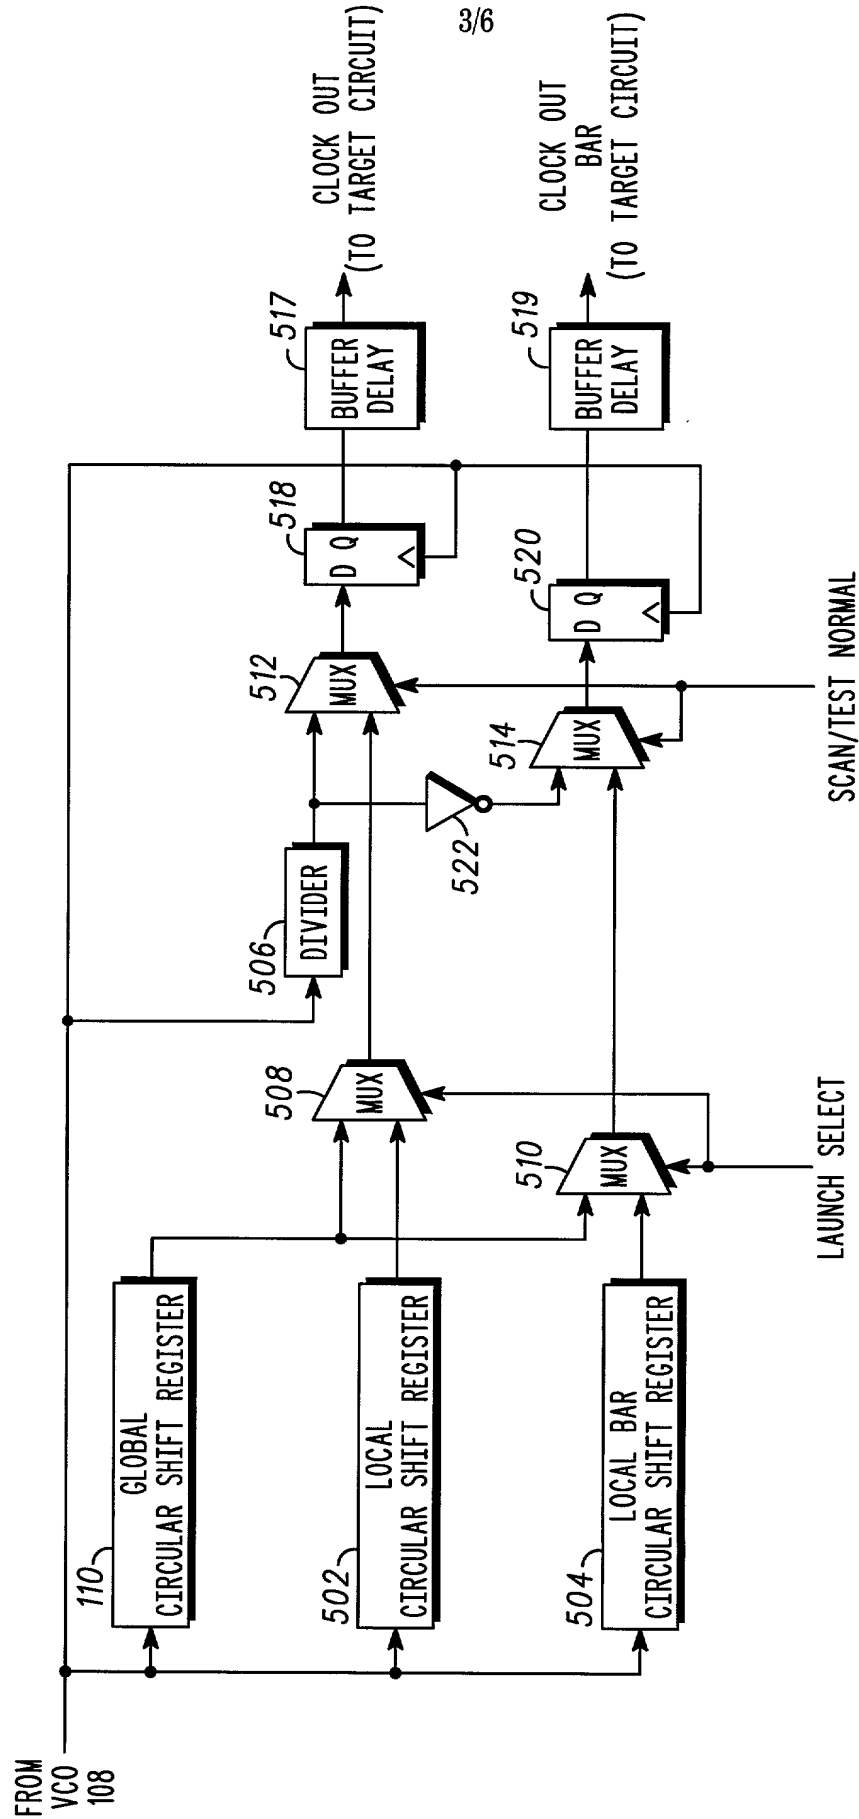 3/6
FROM
VCO
108
110
GLOBAL
CIRCULAR SHIFT REGISTER
502
LOCAL
CIRCULAR SHIFT REGISTER
504
LOCAL BAR
CIRCULAR SHIFT REGISTER
508
MUX
510
MUX
LAUNCH SELECT
506
DIVIDER
522
512
MUX
514
MUX
SCAN/TEST NORMAL
518
D Q
520
D Q
517
BUFFER
DELAY
519
BUFFER
DELAY
CLOCK OUT
(TO TARGET CIRCUIT)
CLOCK OUT
BAR
(TO TARGET CIRCUIT)